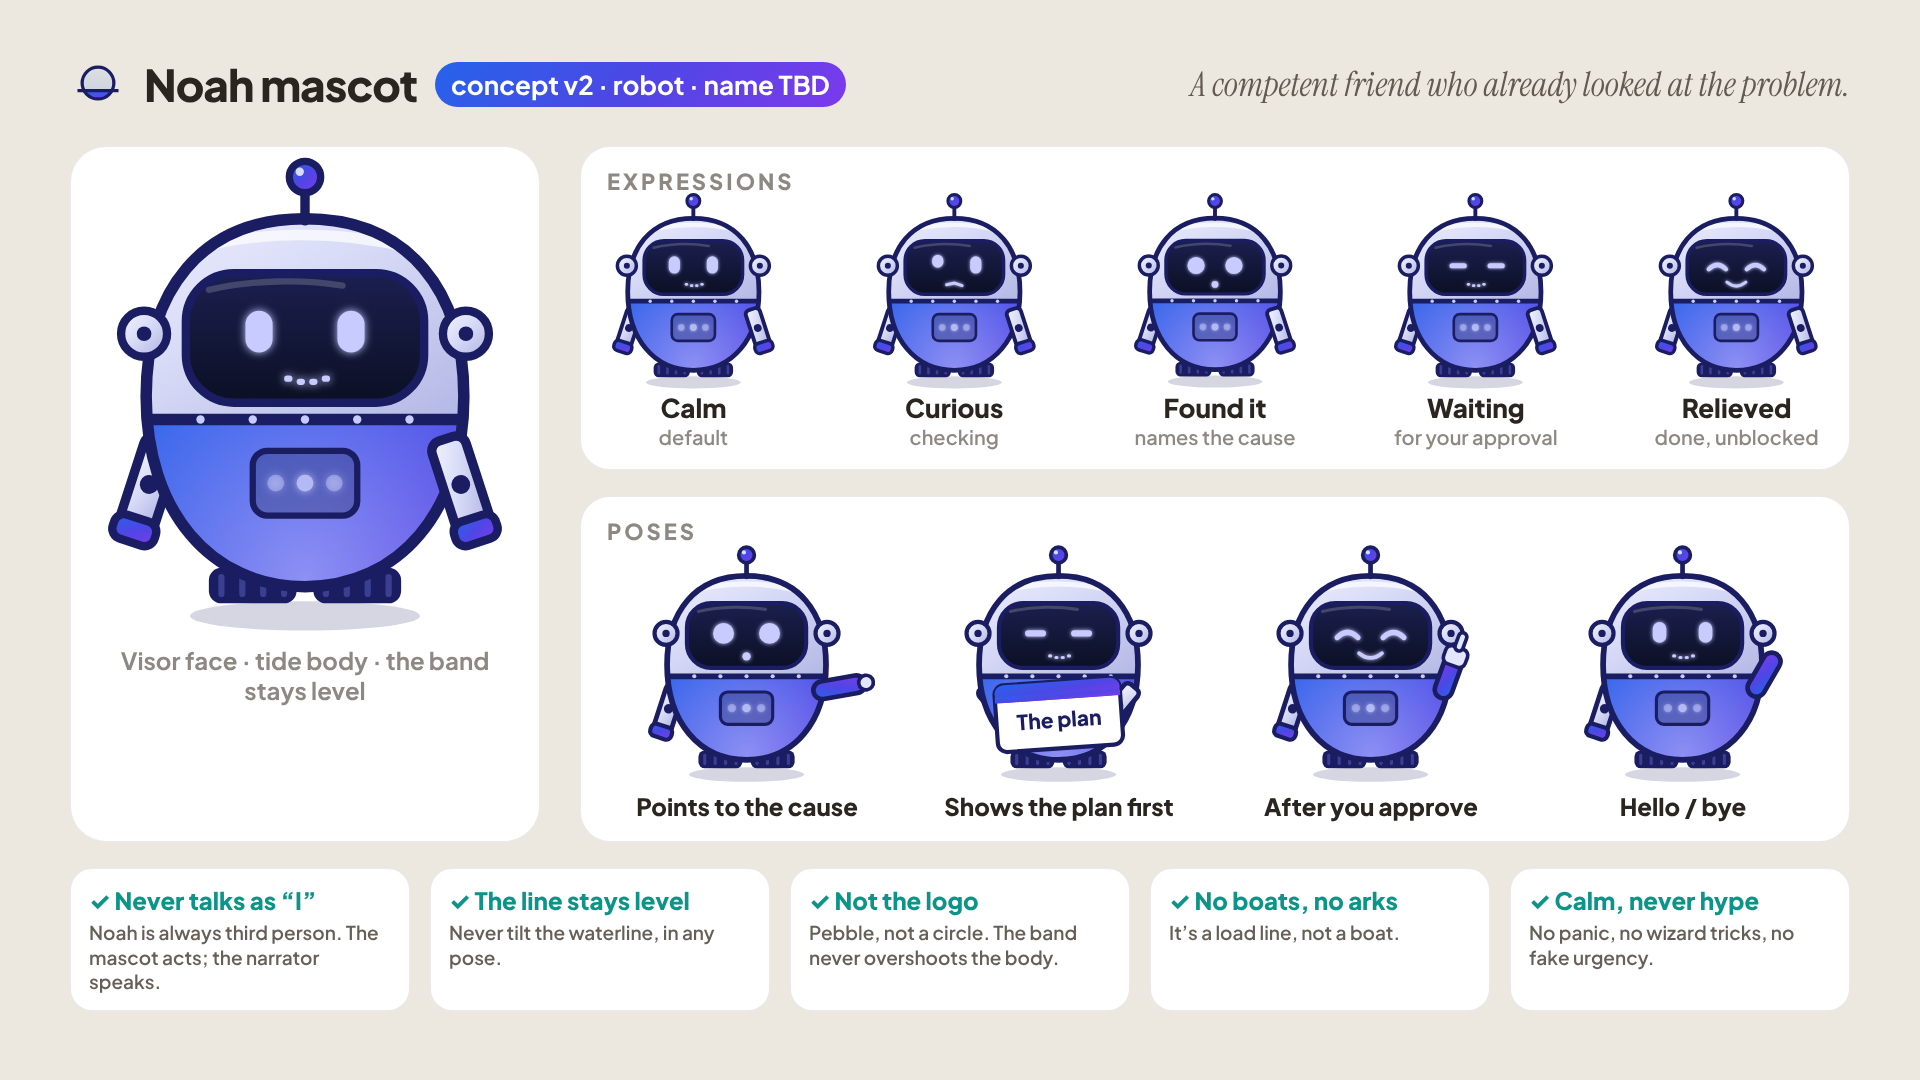 Noah mascot
concept v2 · robot · name TBD
A competent friend who already looked at the problem.
Visor face · tide body · the band
stays level
EXPRESSIONS
Calm
default
Curious
checking
Found it
names the cause
Waiting
for your approval
Relieved
done, unblocked
POSES
The plan
Points to the cause
Shows the plan first
After you approve
Hello / bye
✓ Never talks as “I”
Noah is always third person. The
mascot acts; the narrator
speaks.
✓ The line stays level
Never tilt the waterline, in any
pose.
✓ Not the logo
Pebble, not a circle. The band
never overshoots the body.
✓ No boats, no arks
It’s a load line, not a boat.
✓ Calm, never hype
No panic, no wizard tricks, no
fake urgency.